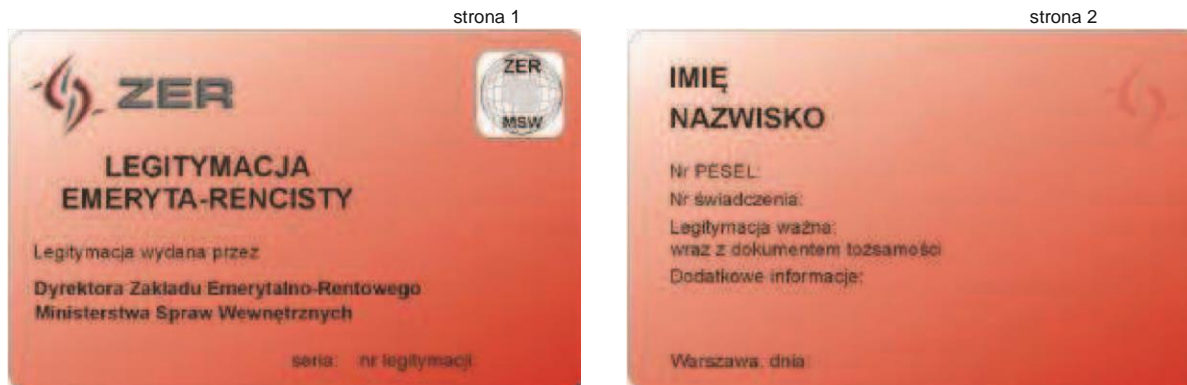 strona 1
ZER
ZER
MSW
LEGITYMACJA
EMERYTA-RENCISTY
Legitymacja wydana przez
Dyrektora Zakładu Emerytalno-Rentowego
Ministerstwa Spraw Wewnętrznych
seria: nr legitymacji:
strona 2
IMIĘ
NAZWISKO
Nr PESEL:
Nr świadczenia:
Legitymacja ważna:
wraz z dokumentem tożsamości
Dodatkowe informacje:
Warszawa, dnia: